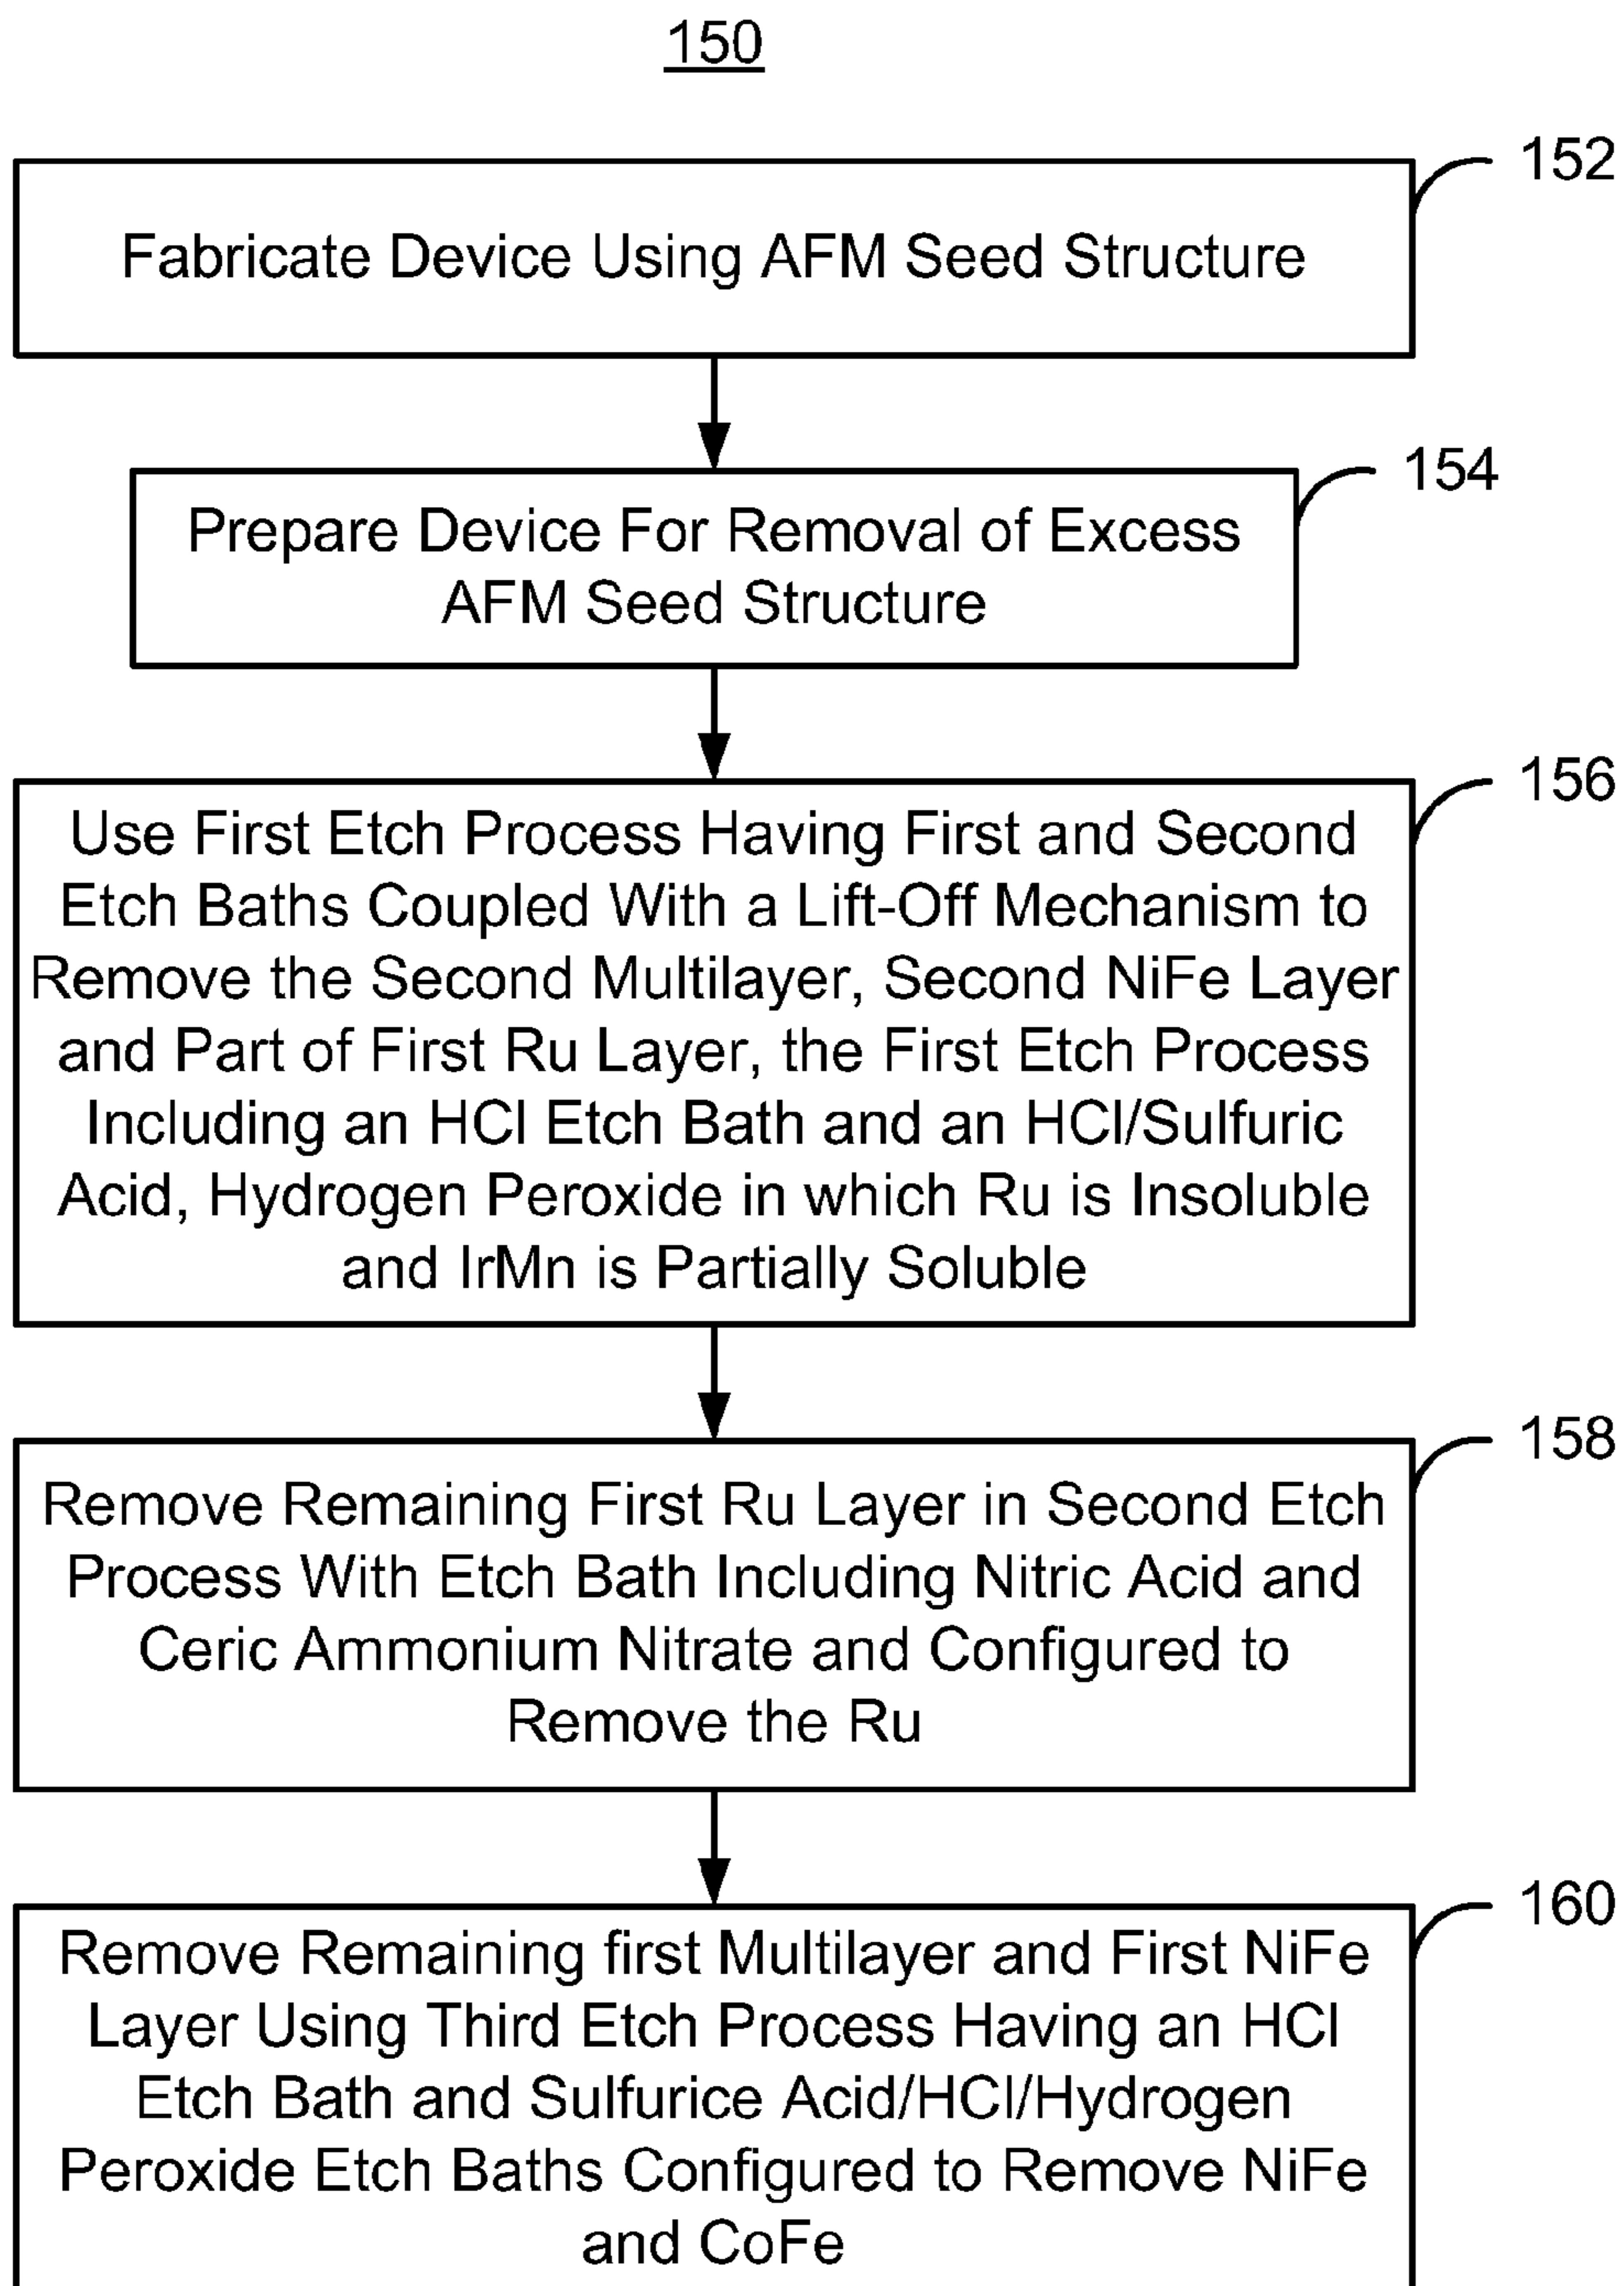 150
152
Fabricate Device Using AFM Seed Structure
154
Prepare Device For Removal of Excess
AFM Seed Structure
156
Use First Etch Process Having First and Second
Etch Baths Coupled With a Lift-Off Mechanism to
Remove the Second Multilayer, Second NiFe Layer
and Part of First Ru Layer, the First Etch Process
Including an HCl Etch Bath and an HCl/Sulfuric
Acid, Hydrogen Peroxide in which Ru is Insoluble
and IrMn is Partially Soluble
158
Remove Remaining First Ru Layer in Second Etch
Process With Etch Bath Including Nitric Acid and
Ceric Ammonium Nitrate and Configured to
Remove the Ru
160
Remove Remaining first Multilayer and First NiFe
Layer Using Third Etch Process Having an HCl
Etch Bath and Sulfurice Acid/HCl/Hydrogen
Peroxide Etch Baths Configured to Remove NiFe
and CoFe